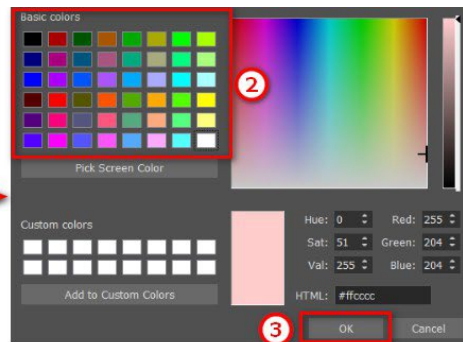 Basic colors
2
Pick Screen Color
Custom colors
Hue: 0 Red: 255
Sat: 51 Green: 204
Val: 255 Blue: 204
Add to Custom Colors
HTML: #ffcccc
3
OK Cancel